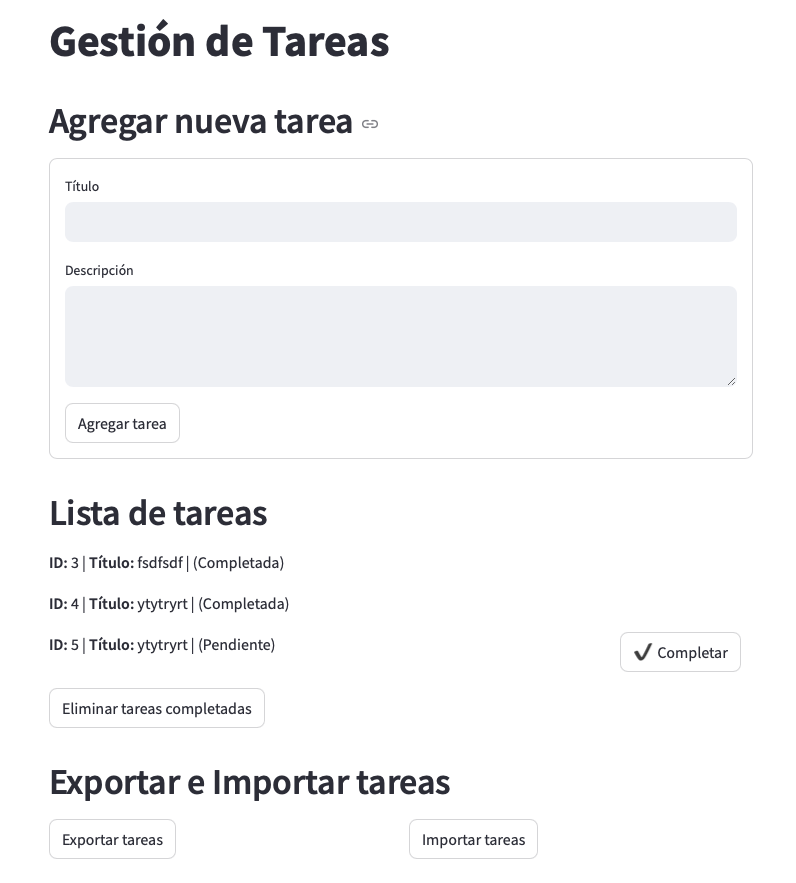 Gestión de Tareas
Agregar nueva tarea
Título
Descripción
Agregar tarea
Lista de tareas
ID: 3 | Título: fsdfsdf | (Completada)
ID: 4 | Título: ytytryrt | (Completada)
ID: 5 | Título: ytytryrt | (Pendiente)
✔ Completar
Eliminar tareas completadas
Exportar e Importar tareas
Exportar tareas
Importar tareas